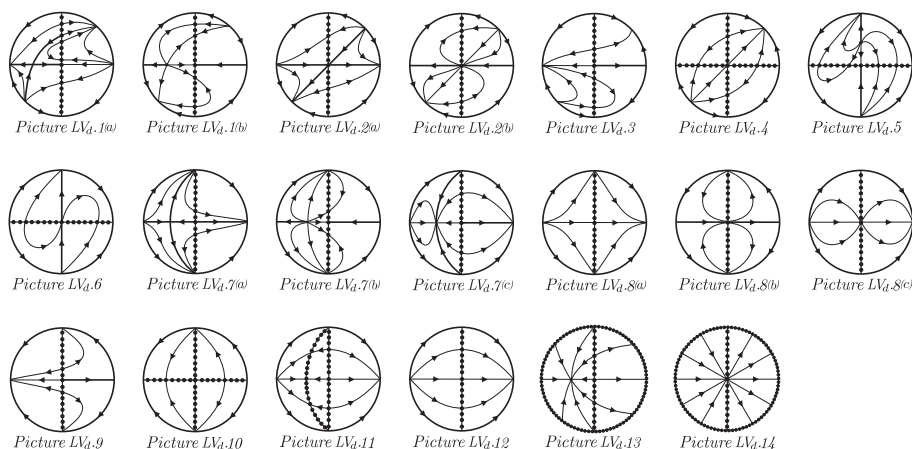 Picture LVd.1(a) Picture LVd.1(b) Picture LVd.2(a) Picture LVd.2(b) Picture LVd.3 Picture LVd.4 Picture LVd.5
Picture LVd.6 Picture LVd.7(a) Picture LVd.7(b) Picture LVd.7(c) Picture LVd.8(a) Picture LVd.8(b) Picture LVd.8(c)
Picture LVd.9 Picture LVd.10 Picture LVd.11 Picture LVd.12 Picture LVd.13 Picture LVd.14